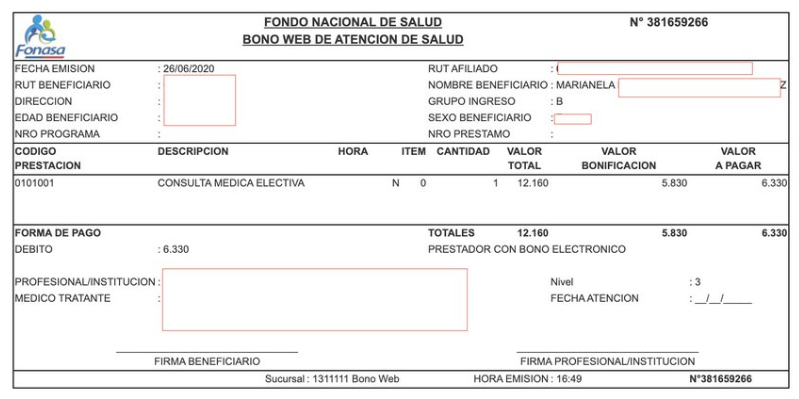 FONDO NACIONAL DE SALUD N° 381659266
BONO WEB DE ATENCION DE SALUD
Fonasa
FECHA EMISION : 26/06/2020 RUT AFILIADO :
RUT BENEFICIARIO : NOMBRE BENEFICIARIO : MARIANELA Z
DIRECCION : GRUPO INGRESO : B
EDAD BENEFICIARIO : SEXO BENEFICIARIO :
NRO PROGRAMA : NRO PRESTAMO :
CODIGO PRESTACION DESCRIPCION HORA ITEM CANTIDAD VALOR TOTAL VALOR BONIFICACION VALOR A PAGAR
0101001 CONSULTA MEDICA ELECTIVA N 0 1 12.160 5.830 6.330
FORMA DE PAGO TOTALES 12.160 5.830 6.330
DEBITO : 6.330 PRESTADOR CON BONO ELECTRONICO
PROFESIONAL/INSTITUCION : Nivel : 3
MEDICO TRATANTE : FECHA ATENCION : __/__/_____
FIRMA BENEFICIARIO FIRMA PROFESIONAL/INSTITUCION
Sucursal : 1311111 Bono Web HORA EMISION : 16:49 N°381659266